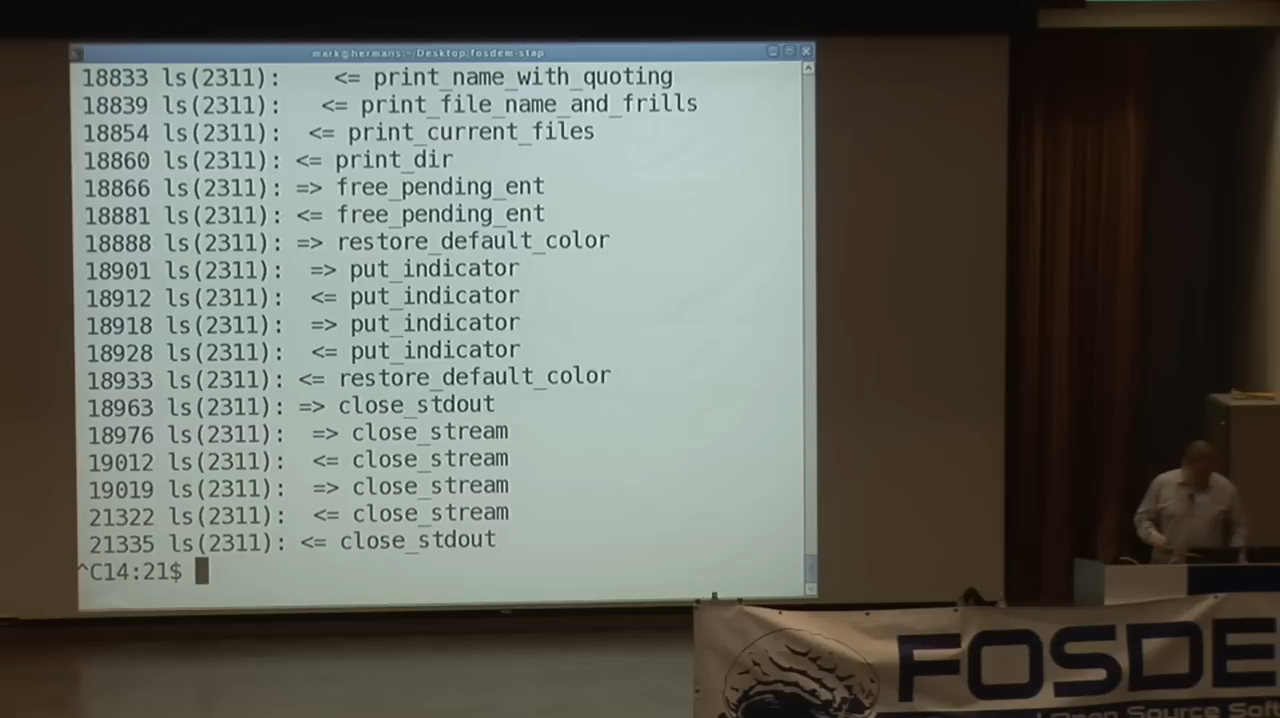 mark@hermans:~/Desktop/fosdem-stap
18833 ls(2311):    <= print_name_with_quoting
18839 ls(2311):   <= print_file_name_and_frills
18854 ls(2311):  <= print_current_files
18860 ls(2311): <= print_dir
18866 ls(2311): => free_pending_ent
18881 ls(2311): <= free_pending_ent
18888 ls(2311): => restore_default_color
18901 ls(2311):  => put_indicator
18912 ls(2311):  <= put_indicator
18918 ls(2311):  => put_indicator
18928 ls(2311):  <= put_indicator
18933 ls(2311): <= restore_default_color
18963 ls(2311): => close_stdout
18976 ls(2311):  => close_stream
19012 ls(2311):  <= close_stream
19019 ls(2311):  => close_stream
21322 ls(2311):  <= close_stream
21335 ls(2311): <= close_stdout
^C14:21$
FOSDE
Open Source Soft